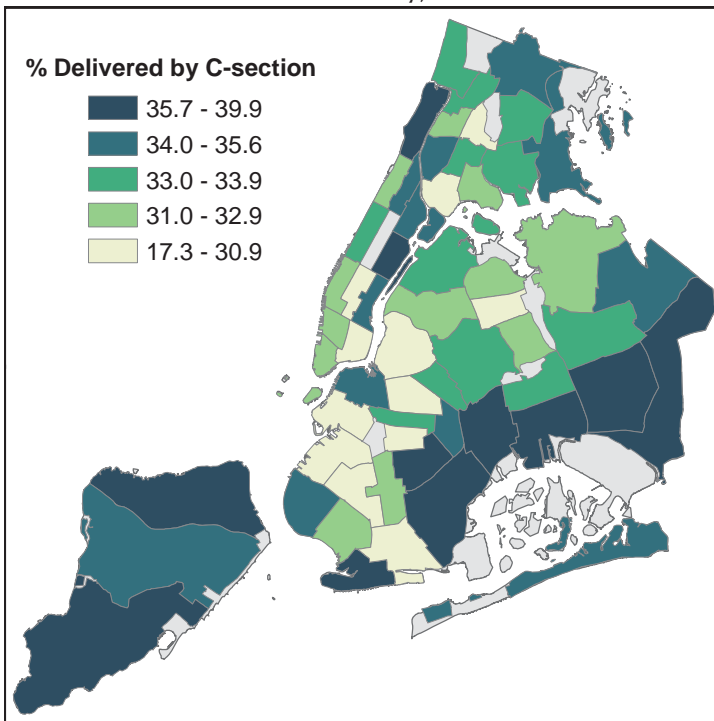 % Delivered by C-section
35.7 - 39.9
34.0 - 35.6
33.0 - 33.9
31.0 - 32.9
17.3 - 30.9